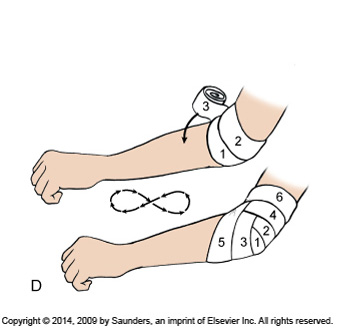 3
2
1
6
4
2
5 3 1
D
Copyright © 2014, 2009 by Saunders, an imprint of Elsevier Inc. All rights reserved.